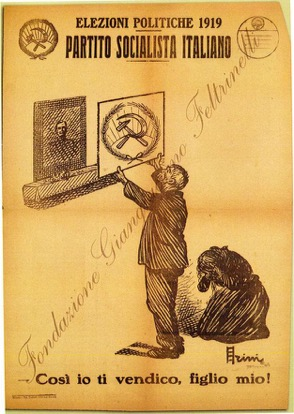 ELEZIONI POLITICHE 1919
PARTITO SOCIALISTA ITALIANO
Fondazione Giangiacomo Feltrinelli
Così io ti vendico, figlio mio!